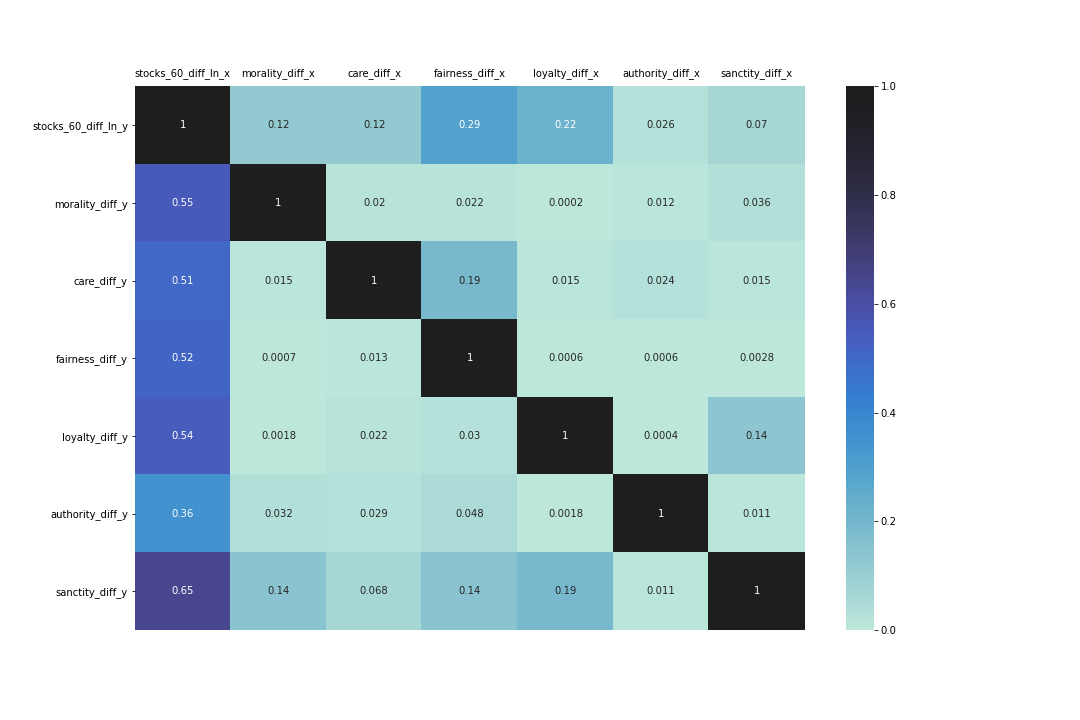 stocks_60_diff_ln_x morality_diff_x care_diff_x fairness_diff_x loyalty_diff_x authority_diff_x sanctity_diff_x
stocks_60_diff_ln_y 1 0.12 0.12 0.29 0.22 0.026 0.07
morality_diff_y 0.55 1 0.02 0.022 0.0002 0.012 0.036
care_diff_y 0.51 0.015 1 0.19 0.015 0.024 0.015
fairness_diff_y 0.52 0.0007 0.013 1 0.0006 0.0006 0.0028
loyalty_diff_y 0.54 0.0018 0.022 0.03 1 0.0004 0.14
authority_diff_y 0.36 0.032 0.029 0.048 0.0018 1 0.011
sanctity_diff_y 0.65 0.14 0.068 0.14 0.19 0.011 1
1.0
0.8
0.6
0.4
0.2
0.0